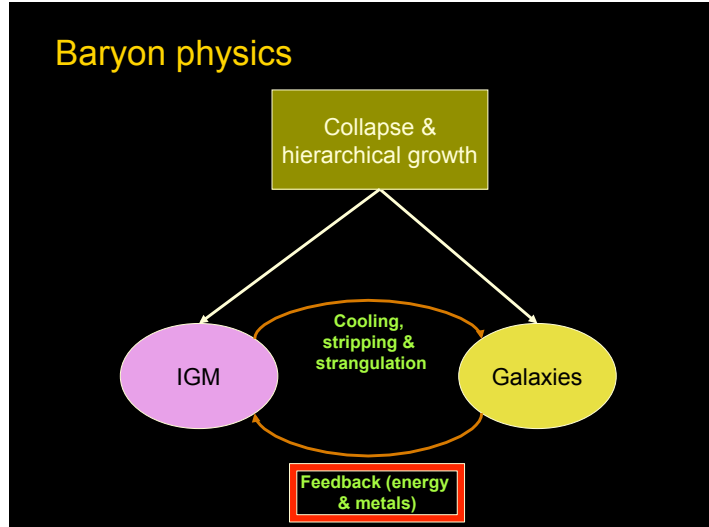 Baryon physics
Collapse &
hierarchical growth
Cooling,
stripping &
strangulation
IGM
Galaxies
Feedback (energy
& metals)